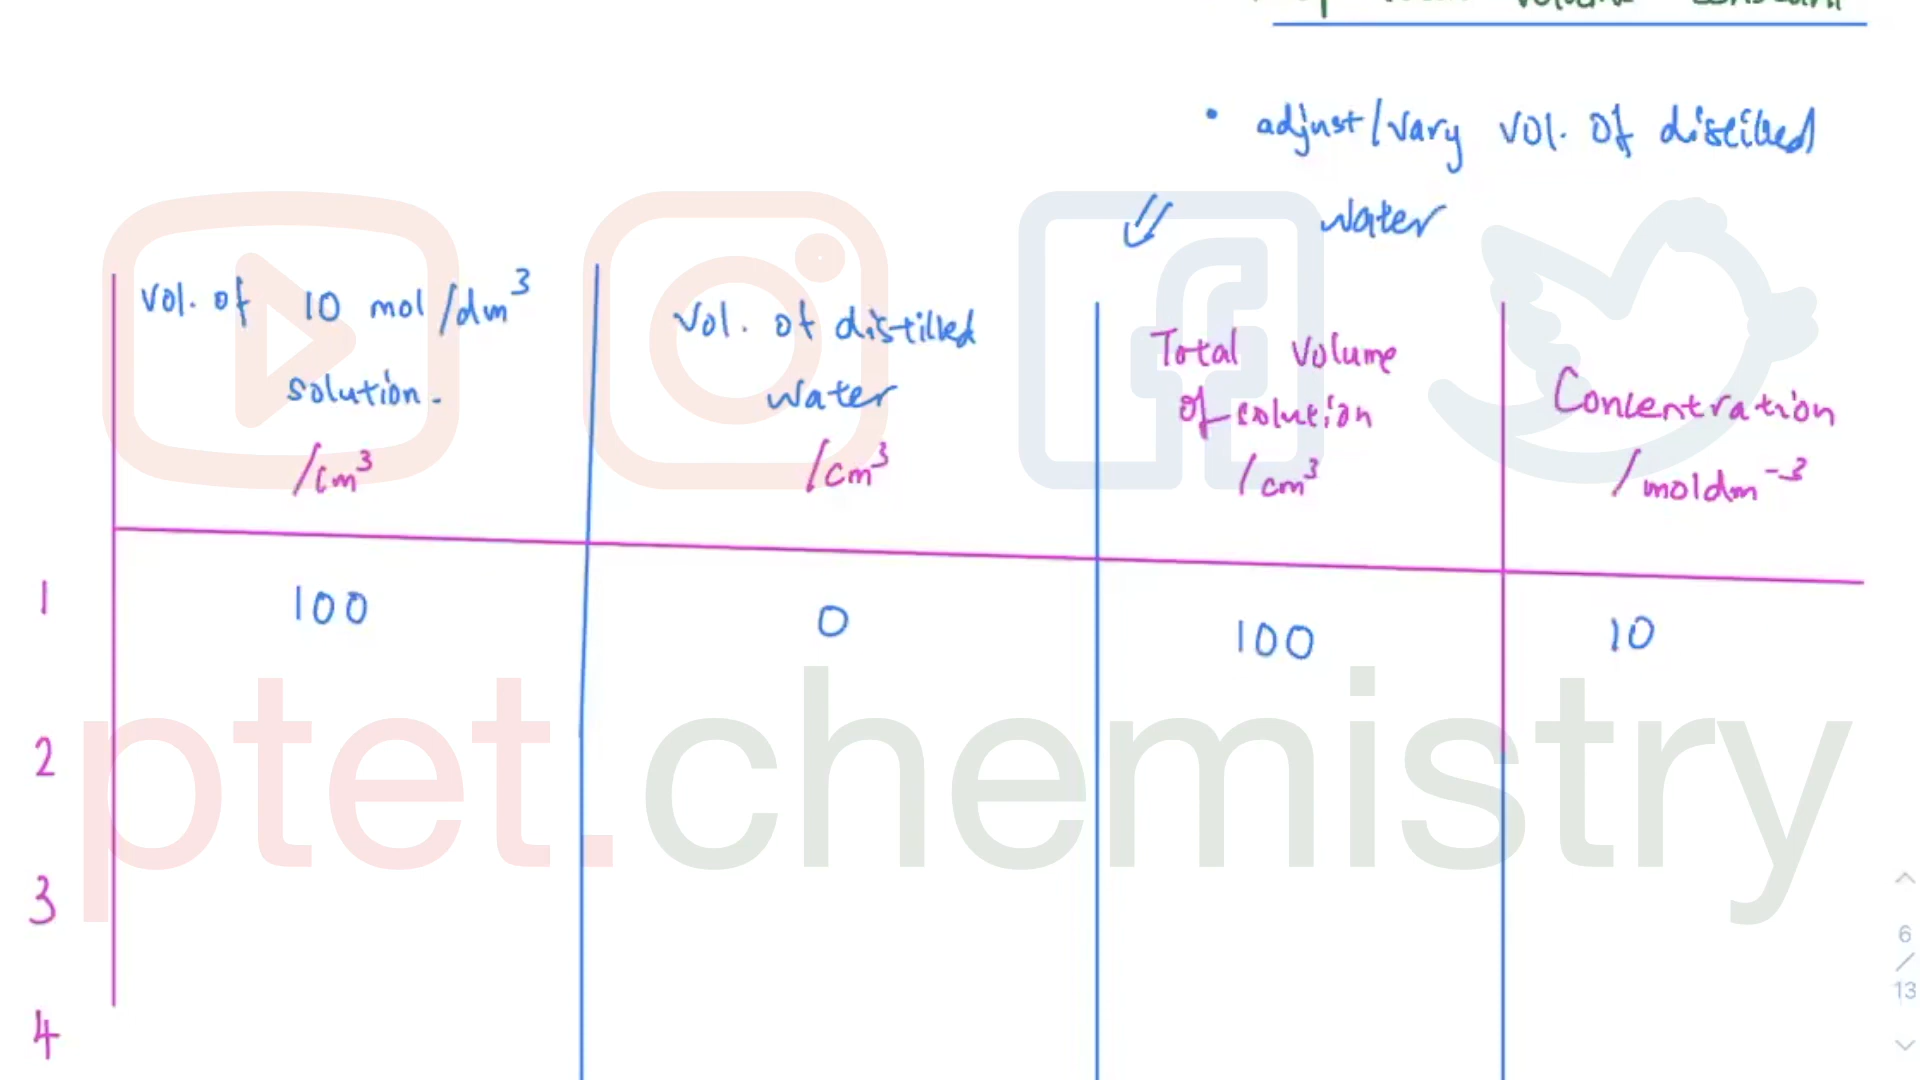 volume constant
• adjust/vary vol. of distilled
water
vol. of 10 mol/dm³
solution.
/cm³
vol. of distilled
water
/cm³
Total volume
of solution
/cm³
Concentration
/moldm⁻³
1 100 0 100 10
2
3
4
ptet.chemistry
6
/
13